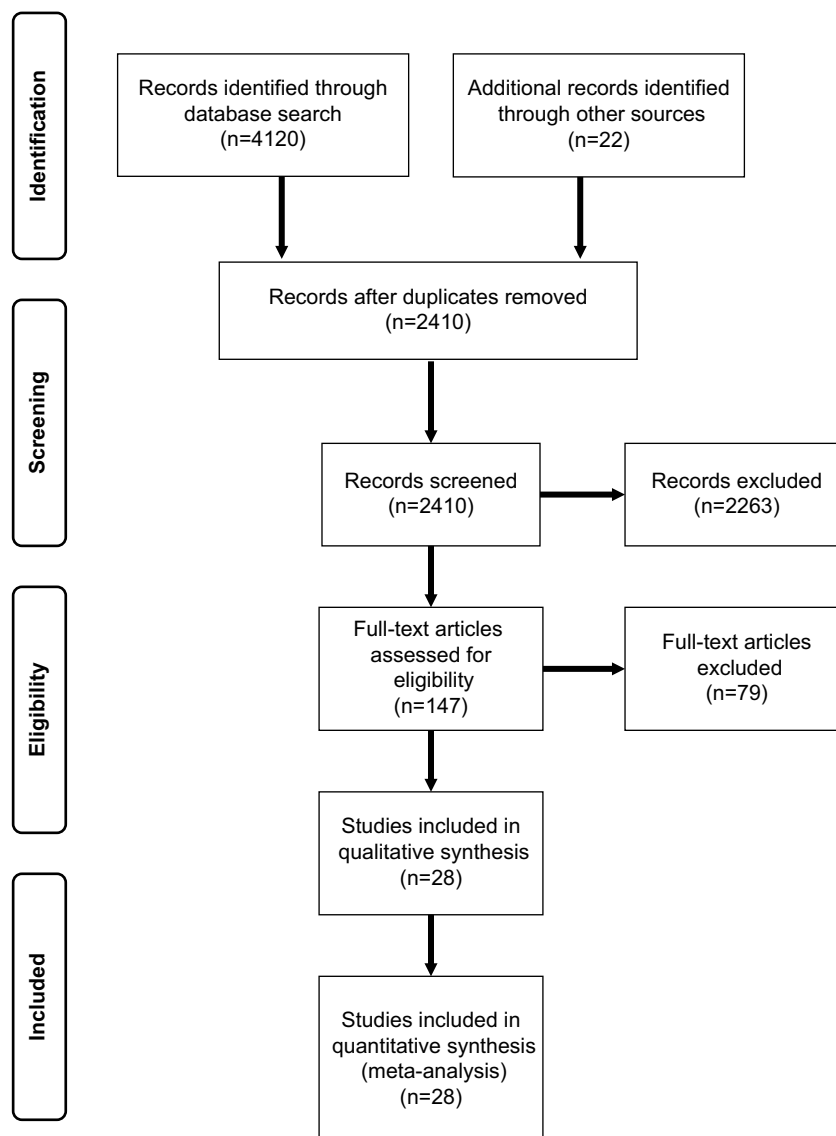 Identification
Records identified through
database search
(n=4120)
Additional records identified
through other sources
(n=22)
Records after duplicates removed
(n=2410)
Screening
Records screened
(n=2410)
Records excluded
(n=2263)
Eligibility
Full-text articles
assessed for
eligibility
(n=147)
Full-text articles
excluded
(n=79)
Studies included in
qualitative synthesis
(n=28)
Included
Studies included in
quantitative synthesis
(meta-analysis)
(n=28)